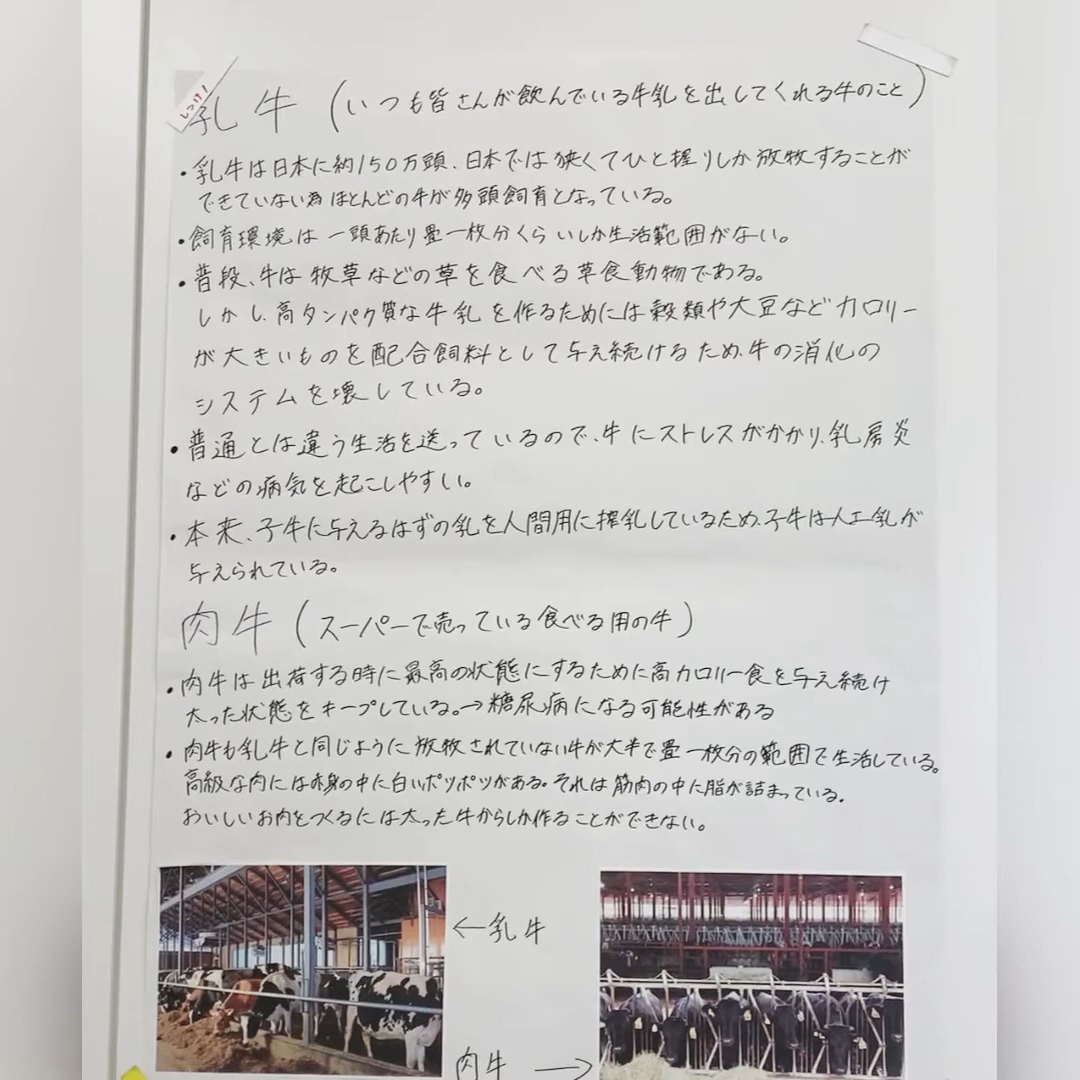 しつけ!
乳牛(いつも皆さんが飲んでいる牛乳を出してくれる牛のこと)
・乳牛は日本に約150万頭、日本では狭くてひと握りしか放牧することが
できていない為ほとんどの牛が多頭飼育となっている。
・飼育環境は一頭あたり畳一枚分くらいしか生活範囲がない。
・普段、牛は牧草などの草を食べる草食動物である。
しかし、高タンパク質な牛乳を作るためには穀類や大豆などカロリー
が大きいものを配合飼料として与え続けるため、牛の消化の
システムを壊している。
・普通とは違う生活を送っているので、牛にストレスがかかり、乳房炎
などの病気を起こしやすい。
・本来、子牛に与えるはずの乳を人間用に搾乳しているため、子牛は人工乳が
与えられている。
肉牛(スーパーで売っている食べる用の牛)
・肉牛は出荷する時に最高の状態にするために高カロリー食を与え続け
太った状態をキープしている。→糖尿病になる可能性がある
・肉牛も乳牛と同じように放牧されていない牛が大半で畳一枚分の範囲で生活している。
高級な肉には赤身の中に白いポツポツがある。それは筋肉の中に脂が詰まっている。
おいしいお肉をつくるには太った牛からしか作ることができない。
←乳牛
肉牛→